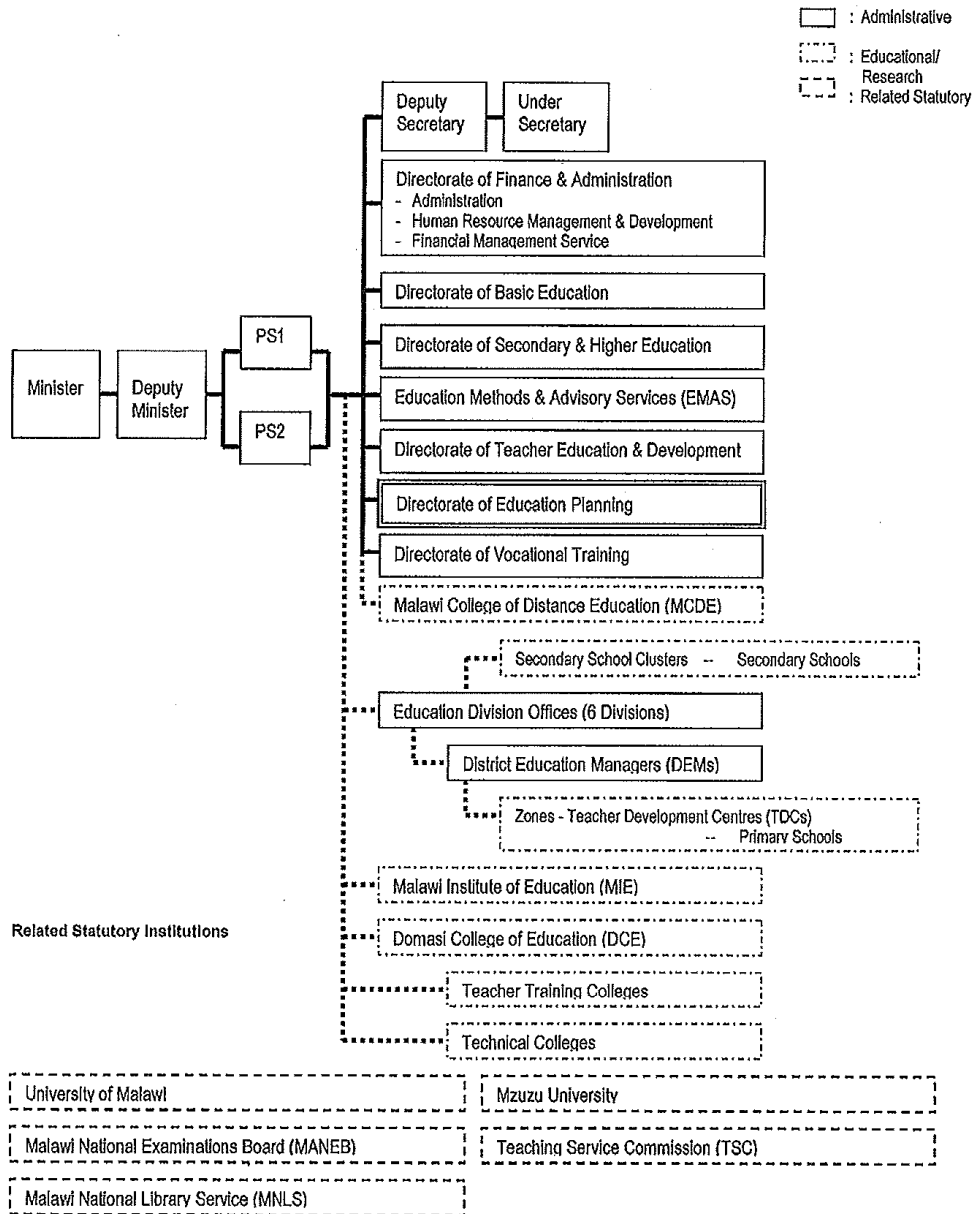 : Administrative
: Educational/
Research
: Related Statutory
Deputy
Secretary
Under
Secretary
Directorate of Finance & Administration
- Administration
- Human Resource Management & Development
- Financial Management Service
Directorate of Basic Education
PS1
Directorate of Secondary & Higher Education
Minister
Deputy
Minister
Education Methods & Advisory Services (EMAS)
PS2
Directorate of Teacher Education & Development
Directorate of Education Planning
Directorate of Vocational Training
Malawi College of Distance Education (MCDE)
Secondary School Clusters -- Secondary Schools
Education Division Offices (6 Divisions)
District Education Managers (DEMs)
Zones - Teacher Development Centres (TDCs)
-- Primary Schools
Malawi Institute of Education (MIE)
Related Statutory Institutions
Domasi College of Education (DCE)
Teacher Training Colleges
Technical Colleges
University of Malawi
Mzuzu University
Malawi National Examinations Board (MANEB)
Teaching Service Commission (TSC)
Malawi National Library Service (MNLS)